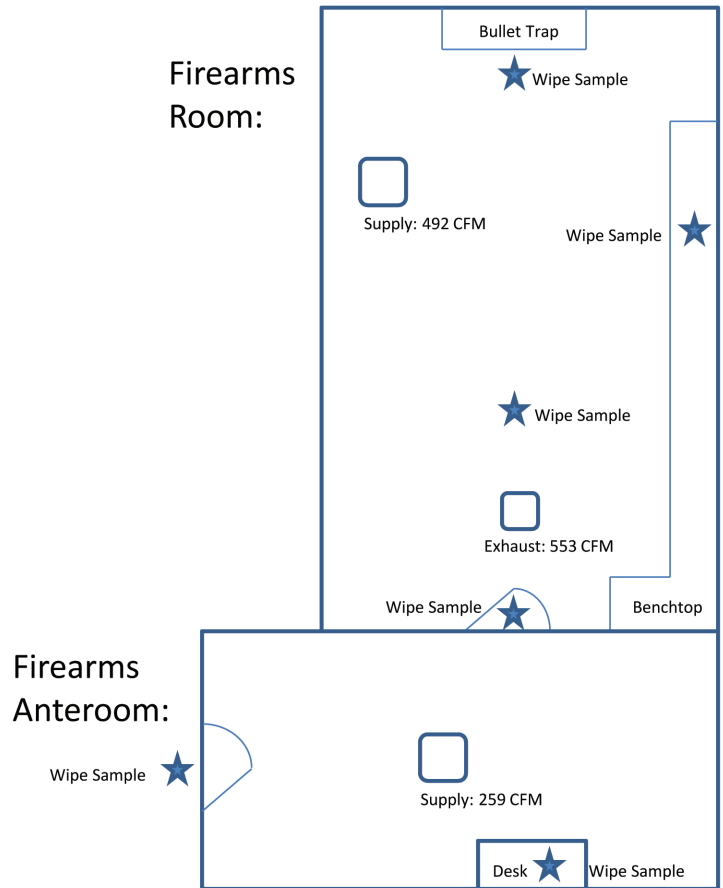 Bullet Trap
Wipe Sample
Firearms
Room:
Supply: 492 CFM
Wipe Sample
Wipe Sample
Exhaust: 553 CFM
Wipe Sample
Benchtop
Firearms
Anteroom:
Wipe Sample
Supply: 259 CFM
Desk
Wipe Sample